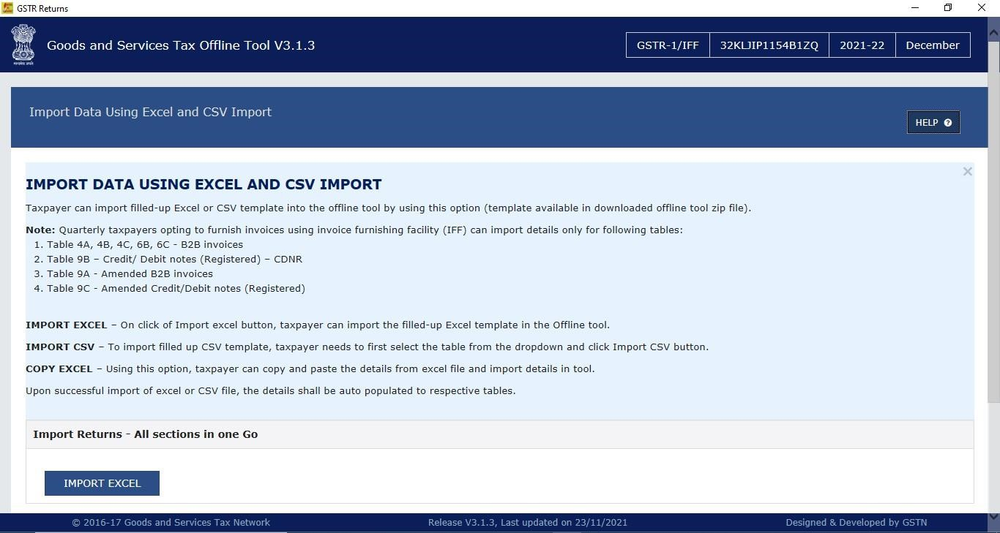 GSTR Returns
Goods and Services Tax Offline Tool V3.1.3
GSTR-1/IFF
32KLJIP1154B1ZQ
2021-22
December
Import Data Using Excel and CSV Import
HELP
IMPORT DATA USING EXCEL AND CSV IMPORT
Taxpayer can import filled-up Excel or CSV template into the offline tool by using this option (template available in downloaded offline tool zip file).
Note: Quarterly taxpayers opting to furnish invoices using invoice furnishing facility (IFF) can import details only for following tables:
1. Table 4A, 4B, 4C, 6B, 6C - B2B invoices
2. Table 9B – Credit/ Debit notes (Registered) – CDNR
3. Table 9A - Amended B2B invoices
4. Table 9C - Amended Credit/Debit notes (Registered)
IMPORT EXCEL – On click of Import excel button, taxpayer can import the filled-up Excel template in the Offline tool.
IMPORT CSV – To import filled up CSV template, taxpayer needs to first select the table from the dropdown and click Import CSV button.
COPY EXCEL – Using this option, taxpayer can copy and paste the details from excel file and import details in tool.
Upon successful import of excel or CSV file, the details shall be auto populated to respective tables.
Import Returns - All sections in one Go
IMPORT EXCEL
© 2016-17 Goods and Services Tax Network
Release V3.1.3, Last updated on 23/11/2021
Designed & Developed by GSTN